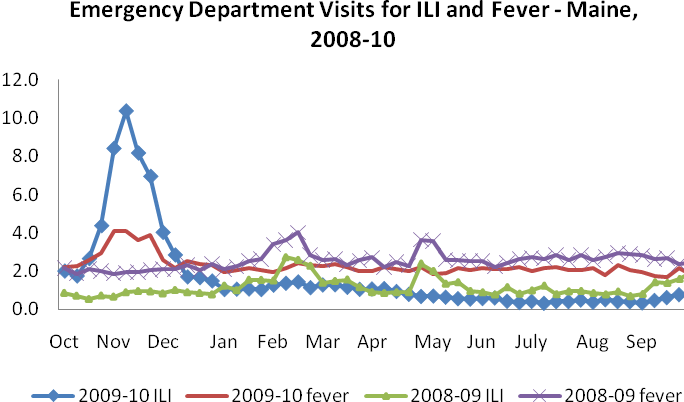 Emergency Department Visits for ILI and Fever - Maine,
2008-10
12.0
10.0
8.0
6.0
4.0
2.0
0.0
Oct Nov Dec Jan Feb Mar Apr May Jun July Aug Sep
2009-10 ILI 2009-10 fever 2008-09 ILI 2008-09 fever